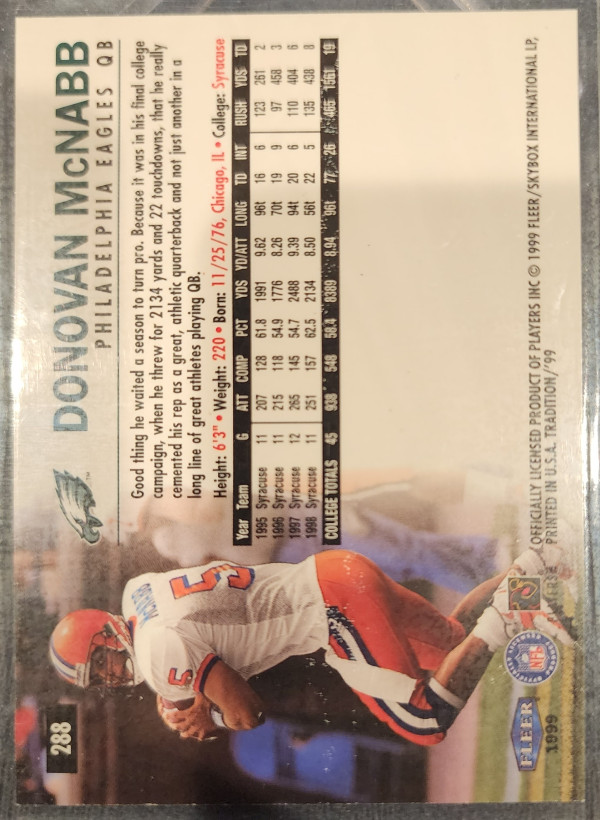 288
DONOVAN McNABB
PHILADELPHIA EAGLES QB
Good thing he waited a season to turn pro. Because it was in his final college
campaign, when he threw for 2134 yards and 22 touchdowns, that he really
cemented his rep as a great, athletic quarterback and not just another in a
long line of great athletes playing QB.
Height: 6'3" • Weight: 220 • Born: 11/25/76, Chicago, IL • College: Syracuse
Year Team G ATT COMP PCT YDS YD/ATT LONG TD INT RUSH YDS TD
1995 Syracuse 11 207 128 61.8 1991 9.62 96t 16 6 123 261 2
1996 Syracuse 11 215 118 54.9 1776 8.26 70t 19 9 97 458 3
1997 Syracuse 12 265 145 54.7 2488 9.39 94t 20 6 110 404 6
1998 Syracuse 11 251 157 62.5 2134 8.50 56t 22 5 135 438 8
COLLEGE TOTALS 45 938 548 58.4 8389 8.94 96t 77 26 465 1561 19
McNABB
5
5
FLEER
1999
NFL
OFFICIALLY LICENSED PRODUCT OF PLAYERS INC © 1999 FLEER/SKYBOX INTERNATIONAL LP,
PRINTED IN U.S.A. TRADITION/'99